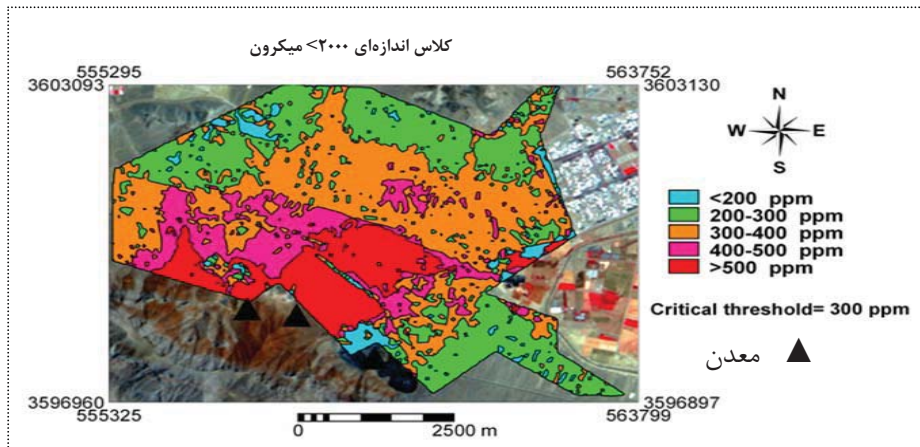 کلاس اندازه‌ای ۲۰۰۰> میکرون
555295 563752
3603093 3603130
N
W E
S
<200 ppm
200-300 ppm
300-400 ppm
400-500 ppm
>500 ppm
Critical threshold= 300 ppm
معدن
3596960 3596897
555325 563799
0 2500 m